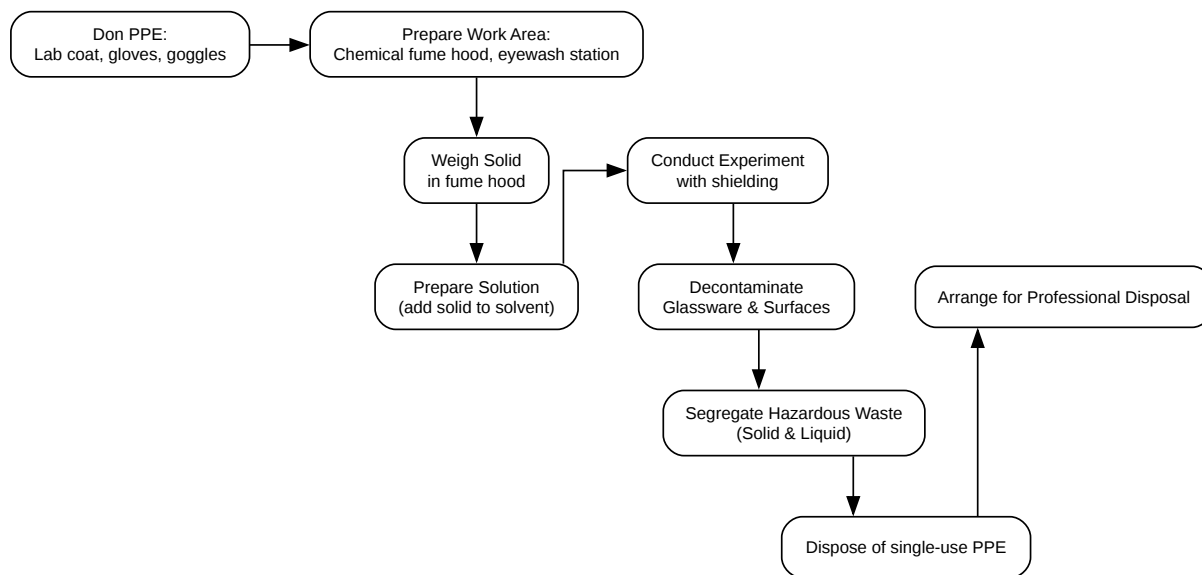 Don PPE:
Lab coat, gloves, goggles
Prepare Work Area:
Chemical fume hood, eyewash station
Weigh Solid
in fume hood
Prepare Solution
(add solid to solvent)
Conduct Experiment
with shielding
Decontaminate
Glassware & Surfaces
Segregate Hazardous Waste
(Solid & Liquid)
Dispose of single-use PPE
Arrange for Professional Disposal